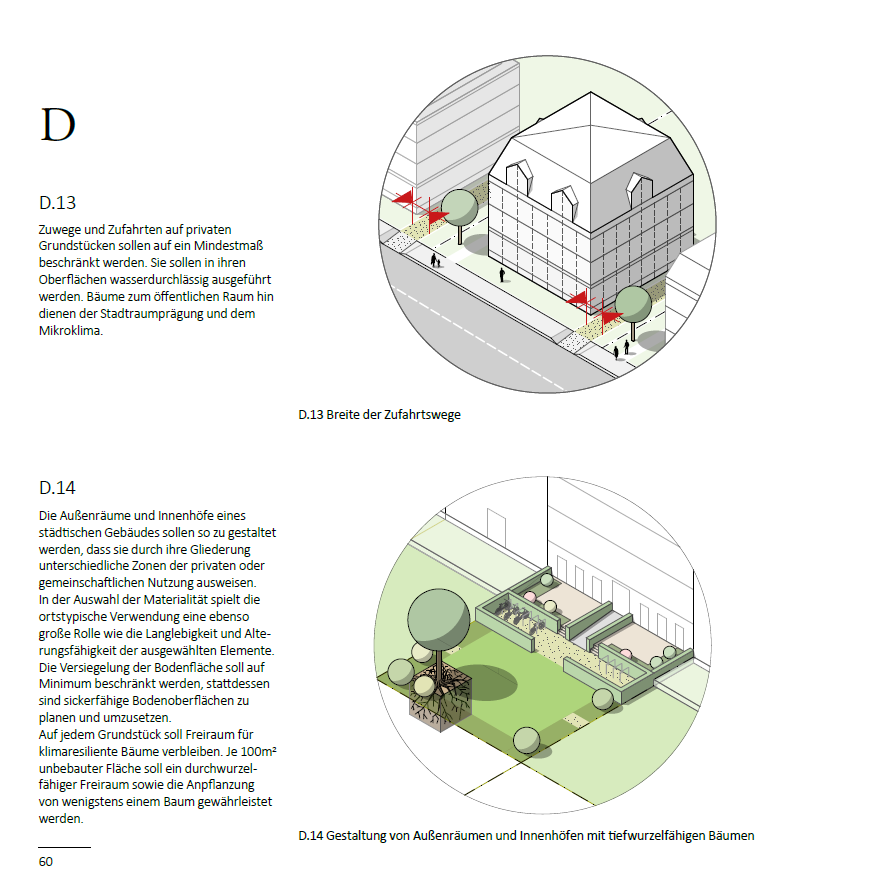 D
D.13
Zuwege und Zufahrten auf privaten
Grundstücken sollen auf ein Mindestmaß
beschränkt werden. Sie sollen in ihren
Oberflächen wasserdurchlässig ausgeführt
werden. Bäume zum öffentlichen Raum hin
dienen der Stadtraumprägung und dem
Mikroklima.
D.13 Breite der Zufahrtswege
D.14
Die Außenräume und Innenhöfe eines
städtischen Gebäudes sollen so zu gestaltet
werden, dass sie durch ihre Gliederung
unterschiedliche Zonen der privaten oder
gemeinschaftlichen Nutzung ausweisen.
In der Auswahl der Materialität spielt die
ortstypische Verwendung eine ebenso
große Rolle wie die Langlebigkeit und Alte-
rungsfähigkeit der ausgewählten Elemente.
Die Versiegelung der Bodenfläche soll auf
Minimum beschränkt werden, stattdessen
sind sickerfähige Bodenoberflächen zu
planen und umzusetzen.
Auf jedem Grundstück soll Freiraum für
klimaresiliente Bäume verbleiben. Je 100m²
unbebauter Fläche soll ein durchwurzel-
fähiger Freiraum sowie die Anpflanzung
von wenigstens einem Baum gewährleistet
werden.
D.14 Gestaltung von Außenräumen und Innenhöfen mit tiefwurzelfähigen Bäumen
60